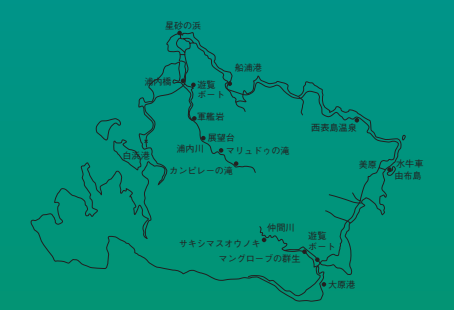 星砂の浜
浦内橋
遊覧
ボート
船浦港
軍艦岩
西表島温泉
展望台
浦内川
マリュドゥの滝
白浜港
カンピレーの滝
美原
水牛車
由布島
仲間川
遊覧
ボート
サキシマスオウノキ
マングローブの群生
大原港